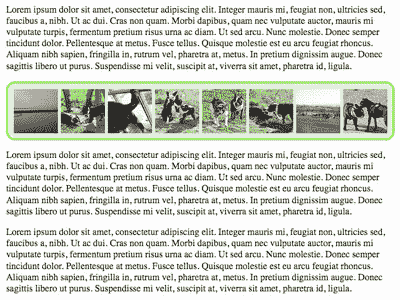 Lorem ipsum dolor sit amet, consectetur adipiscing elit. Integer mauris mi, feugiat non, ultricies sed,
faucibus a, nibh. Ut ac dui. Cras non quam. Morbi dapibus, quam nec vulputate auctor, mauris mi
vulputate turpis, fermentum pretium risus urna ac diam. Ut sed arcu. Nunc et dolor. Donec semper
tincidunt dolor. Pellentesque at metus. Fusce tellus. Quisque molestie est eu arcu feugiat rhoncus.
Aliquam nibh sapien, fringilla in, rutrum vel, pharetra at, metus. In pretium dignissim augue. Donec
sagittis libero ut purus. Suspendisse mi velit, suscipit at, viverra sit amet, pharetra id, ligula.
Lorem ipsum dolor sit amet, consectetur adipiscing elit. Integer mauris mi, feugiat non, ultricies sed,
faucibus a, nibh. Ut ac dui. Cras non quam. Morbi dapibus, quam nec vulputate auctor, mauris mi
vulputate turpis, fermentum pretium risus urna ac diam. Ut sed arcu. Nunc et dolor. Donec semper
tincidunt dolor. Pellentesque at metus. Fusce tellus. Quisque molestie est eu arcu feugiat rhoncus.
Aliquam nibh sapien, fringilla in, rutrum vel, pharetra at, metus. In pretium dignissim augue. Donec
sagittis libero ut purus. Suspendisse mi velit, suscipit at, viverra sit amet, pharetra id, ligula.
Lorem ipsum dolor sit amet, consectetur adipiscing elit. Integer mauris mi, feugiat non, ultricies sed,
faucibus a, nibh. Ut ac dui. Cras non quam. Morbi dapibus, quam nec vulputate auctor, mauris mi
vulputate turpis, fermentum pretium risus urna ac diam. Ut sed arcu. Nunc et dolor. Donec semper
tincidunt dolor. Pellentesque at metus. Fusce tellus. Quisque molestie est eu arcu feugiat rhoncus.
Aliquam nibh sapien, fringilla in, rutrum vel, pharetra at, metus. In pretium dignissim augue. Donec
sagittis libero ut purus. Suspendisse mi velit, suscipit at, viverra sit amet, pharetra id, ligula.